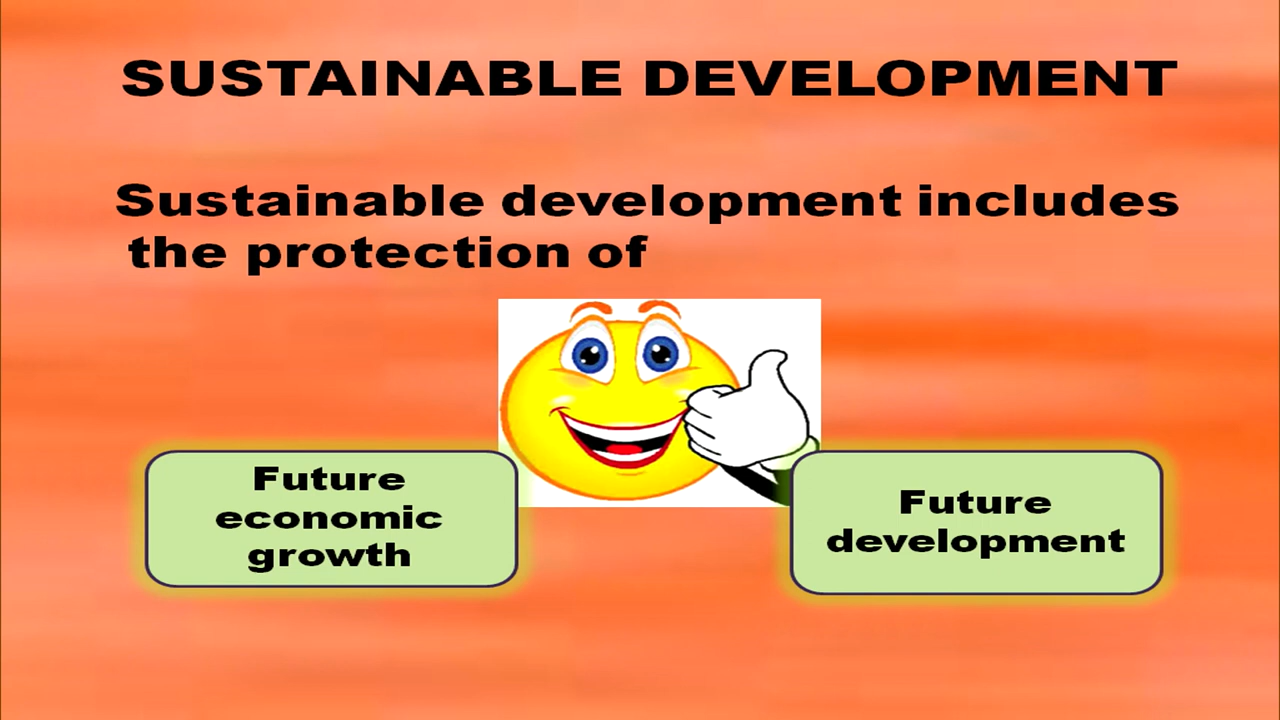 SUSTAINABLE DEVELOPMENT
Sustainable development includes
the protection of
Future
economic
growth
Future
development